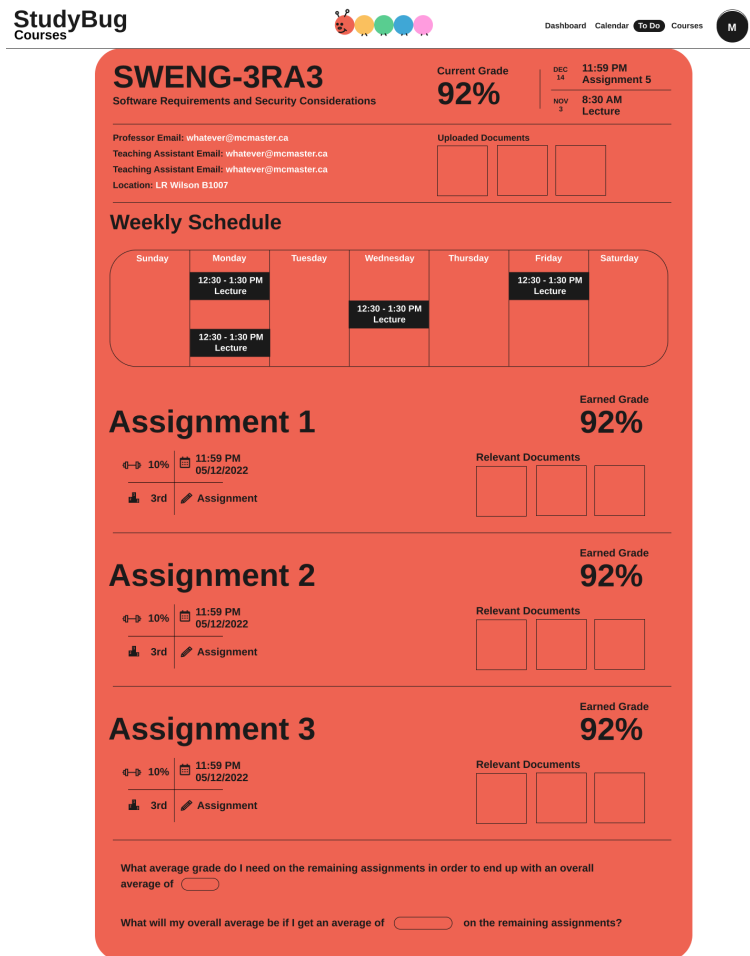 StudyBug
Courses
Dashboard Calendar To Do Courses M
SWENG-3RA3
Software Requirements and Security Considerations
Current Grade
92%
DEC
14
11:59 PM
Assignment 5
NOV
3
8:30 AM
Lecture
Professor Email: whatever@mcmaster.ca
Teaching Assistant Email: whatever@mcmaster.ca
Teaching Assistant Email: whatever@mcmaster.ca
Location: LR Wilson B1007
Uploaded Documents
Weekly Schedule
Sunday Monday Tuesday Wednesday Thursday Friday Saturday
12:30 - 1:30 PM
Lecture
12:30 - 1:30 PM
Lecture
12:30 - 1:30 PM
Lecture
12:30 - 1:30 PM
Lecture
Assignment 1
Earned Grade
92%
10%
11:59 PM
05/12/2022
3rd
Assignment
Relevant Documents
Assignment 2
Earned Grade
92%
10%
11:59 PM
05/12/2022
3rd
Assignment
Relevant Documents
Assignment 3
Earned Grade
92%
10%
11:59 PM
05/12/2022
3rd
Assignment
Relevant Documents
What average grade do I need on the remaining assignments in order to end up with an overall
average of
What will my overall average be if I get an average of on the remaining assignments?